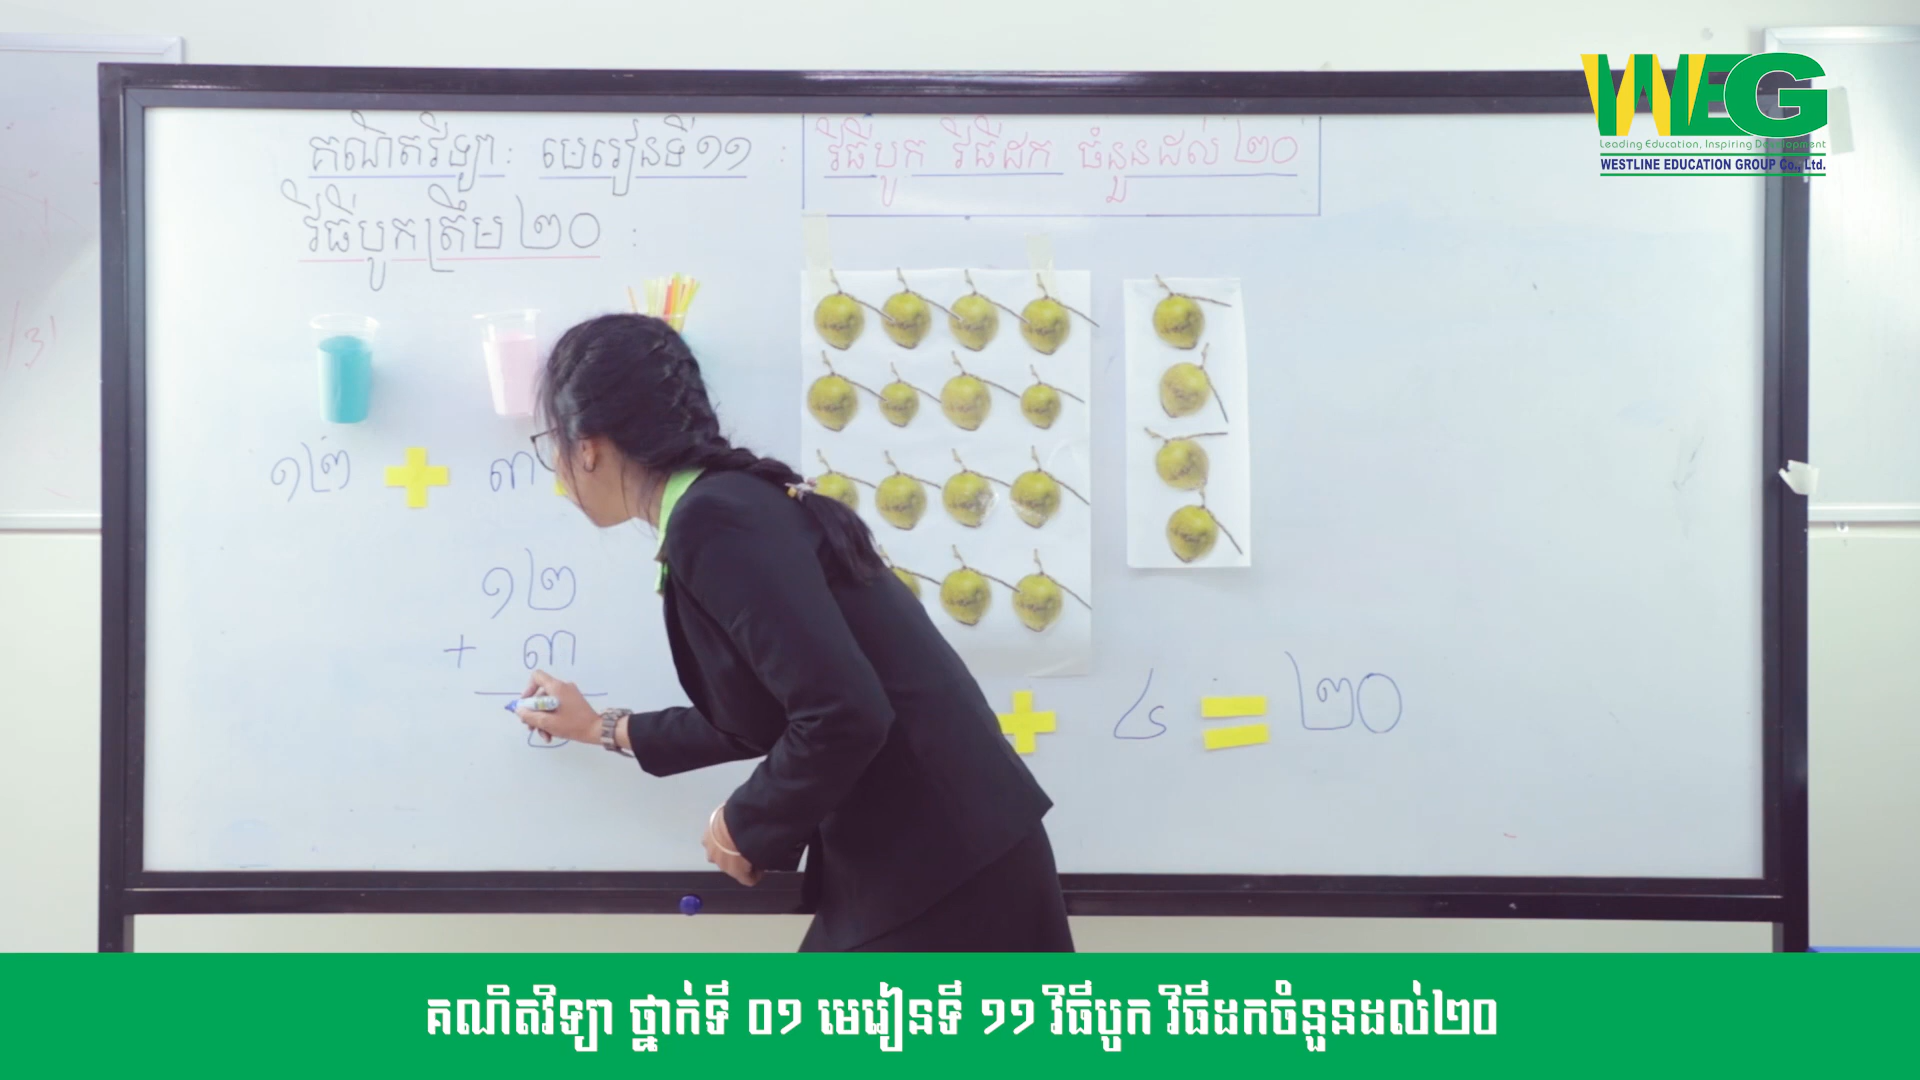 គណិតវិទ្យា : មេរៀនទី១១ : វិធីបូក វិធីដក ចំនួនដល់ ២០
WEG
Leading Education, Inspiring Development
WESTLINE EDUCATION GROUP Co., Ltd.
វិធីបូកត្រឹម ២០ :
១២ + ៣
១២
+ ៣
+ ៤ = ២០
គណិតវិទ្យា ថ្នាក់ទី ០១ មេរៀនទី ១១ វិធីបូក វិធីដកចំនួនដល់២០